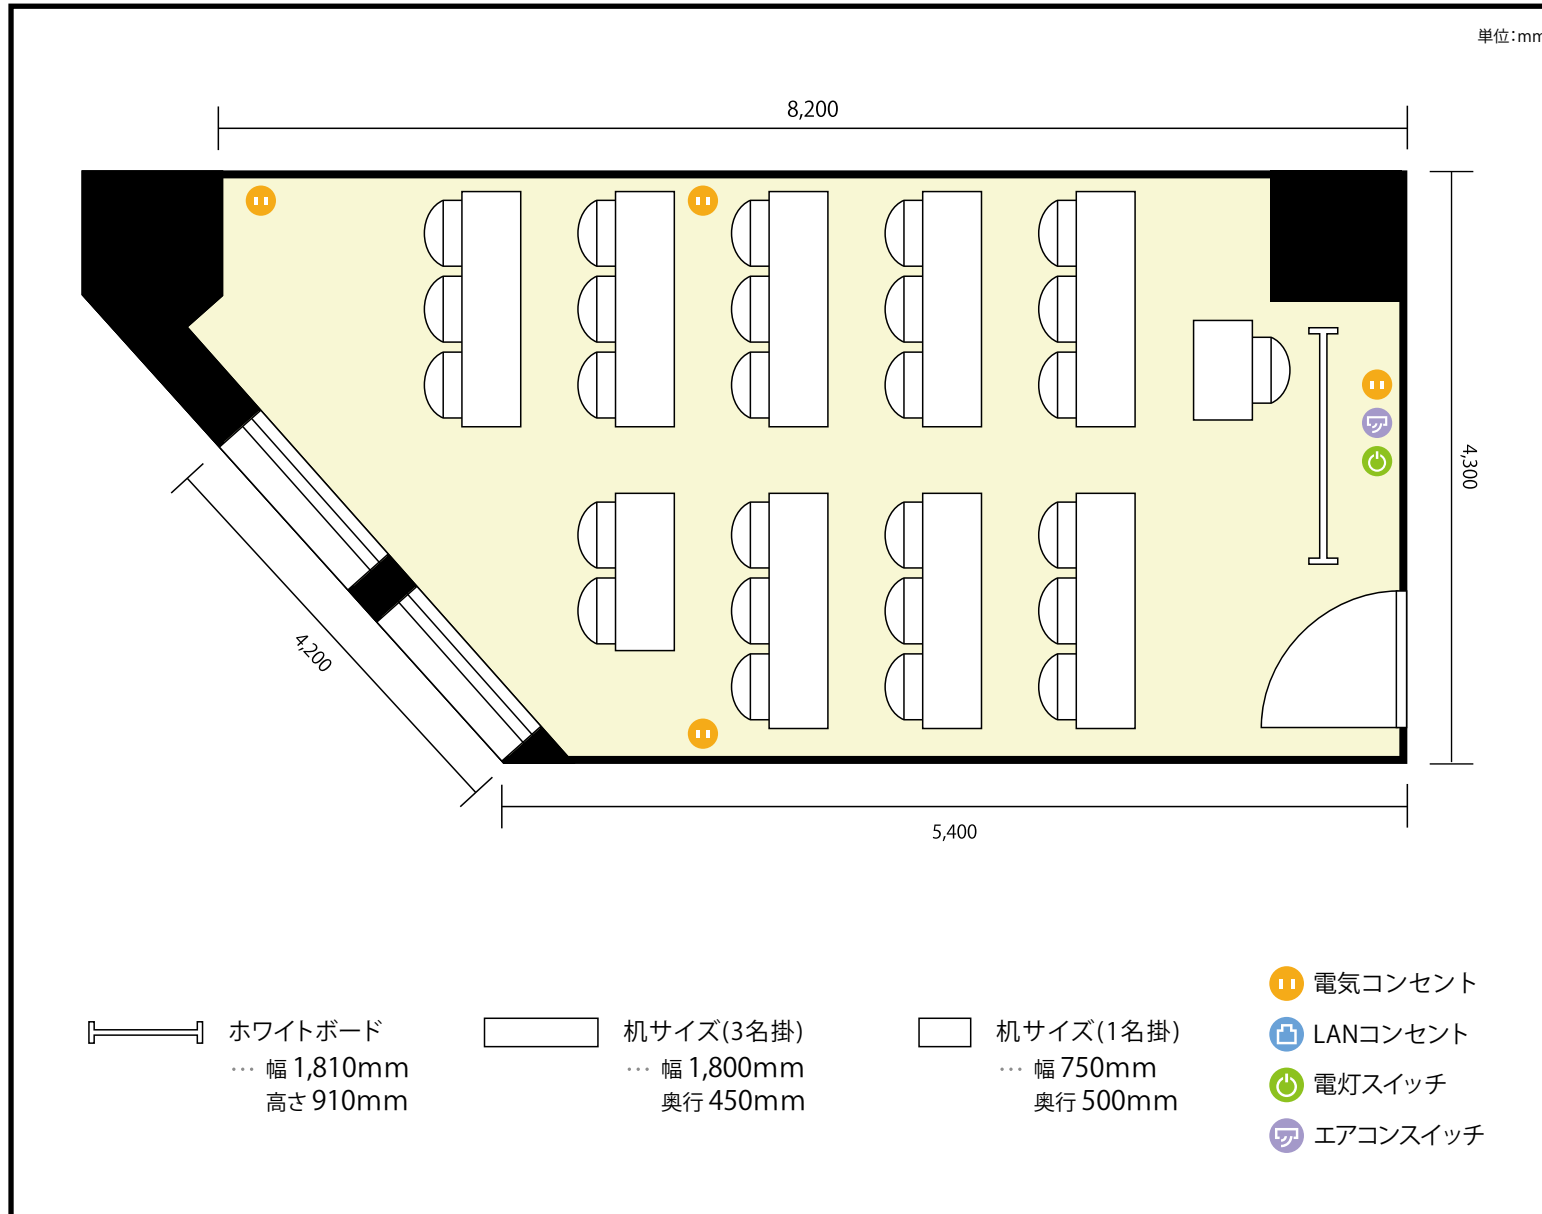 単位：mm
8,200
4,300
4,200
5,400
ホワイトボード
… 幅 1,810mm
高さ 910mm
机サイズ(3名掛)
… 幅 1,800mm
奥行 450mm
机サイズ(1名掛)
… 幅 750mm
奥行 500mm
電気コンセント
LANコンセント
電灯スイッチ
エアコンスイッチ